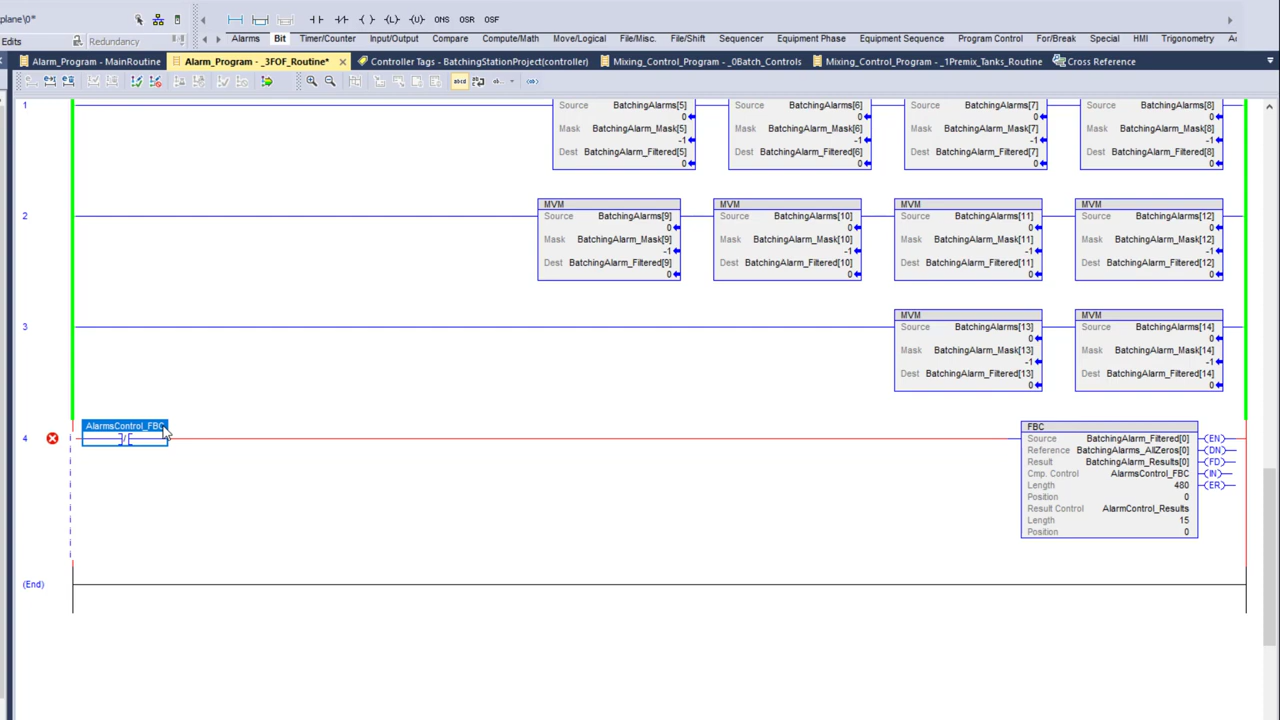 plane\0*
ONS OSR OSF
Edits Redundancy Alarms Bit Timer/Counter Input/Output Compare Compute/Math Move/Logical File/Misc. File/Shift Sequencer Equipment Phase Equipment Sequence Program Control For/Break Special HMI Trigonometry
Alarm_Program - MainRoutine Alarm_Program - _3FOF_Routine* Controller Tags - BatchingStationProject(controller) Mixing_Control_Program - _0Batch_Controls Mixing_Control_Program - _1Premix_Tanks_Routine Cross Reference
1 Source BatchingAlarms[5] Source BatchingAlarms[6] Source BatchingAlarms[7] Source BatchingAlarms[8]
0 0 0 0
Mask BatchingAlarm_Mask[5] Mask BatchingAlarm_Mask[6] Mask BatchingAlarm_Mask[7] Mask BatchingAlarm_Mask[8]
-1 -1 -1 -1
Dest BatchingAlarm_Filtered[5] Dest BatchingAlarm_Filtered[6] Dest BatchingAlarm_Filtered[7] Dest BatchingAlarm_Filtered[8]
0 0 0 0
MVM MVM MVM MVM
2 Source BatchingAlarms[9] Source BatchingAlarms[10] Source BatchingAlarms[11] Source BatchingAlarms[12]
0 0 0 0
Mask BatchingAlarm_Mask[9] Mask BatchingAlarm_Mask[10] Mask BatchingAlarm_Mask[11] Mask BatchingAlarm_Mask[12]
-1 -1 -1 -1
Dest BatchingAlarm_Filtered[9] Dest BatchingAlarm_Filtered[10] Dest BatchingAlarm_Filtered[11] Dest BatchingAlarm_Filtered[12]
0 0 0 0
MVM MVM
3 Source BatchingAlarms[13] Source BatchingAlarms[14]
0 0
Mask BatchingAlarm_Mask[13] Mask BatchingAlarm_Mask[14]
-1 -1
Dest BatchingAlarm_Filtered[13] Dest BatchingAlarm_Filtered[14]
0 0
AlarmsControl_FBC FBC
4 Source BatchingAlarm_Filtered[0] (EN)
Reference BatchingAlarms_AllZeros[0] (DN)
Result BatchingAlarm_Results[0] (FD)
Cmp. Control AlarmsControl_FBC (IN)
Length 480 (ER)
Position 0
Result Control AlarmControl_Results
Length 15
Position 0
(End)